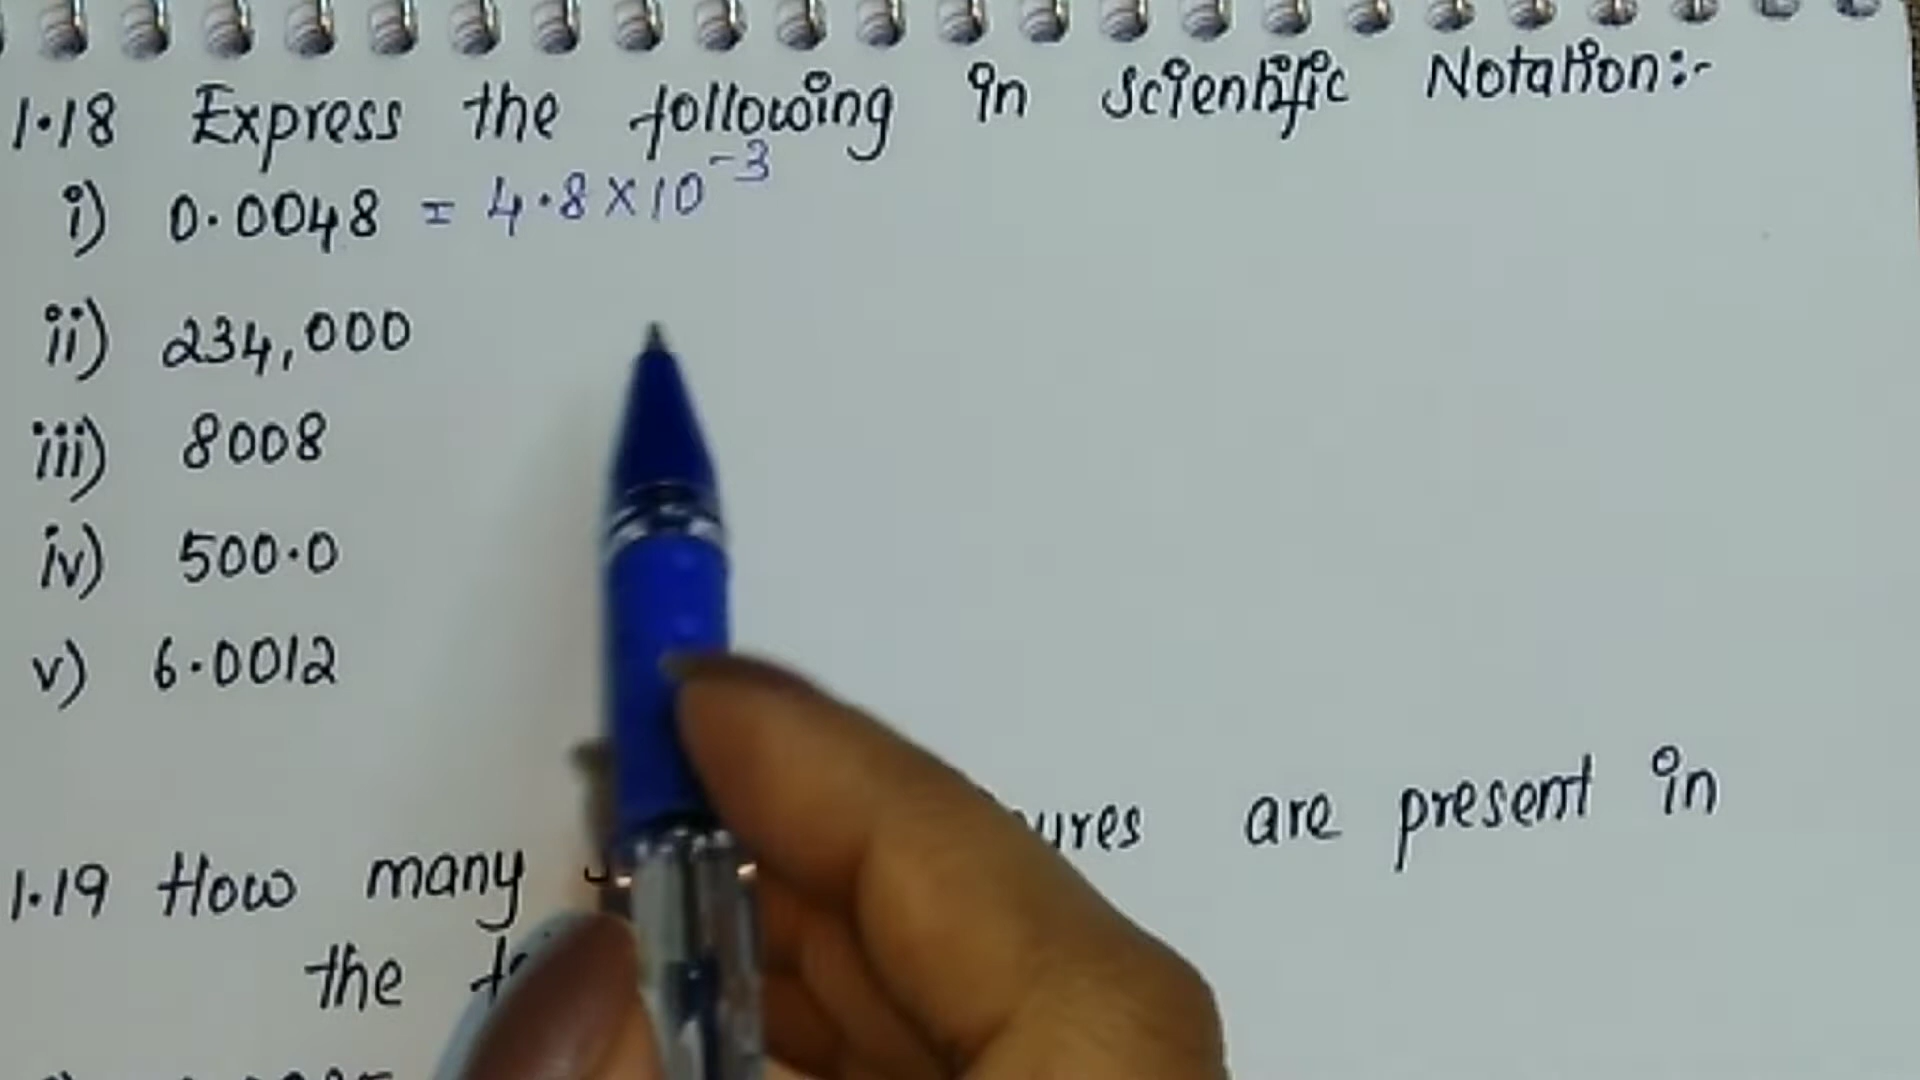 1.18 Express the following in Scientific Notation:-
i) 0.0048 = 4.8 × 10⁻³
ii) 234,000
iii) 8008
iv) 500.0
v) 6.0012
1.19 How many are present in
the